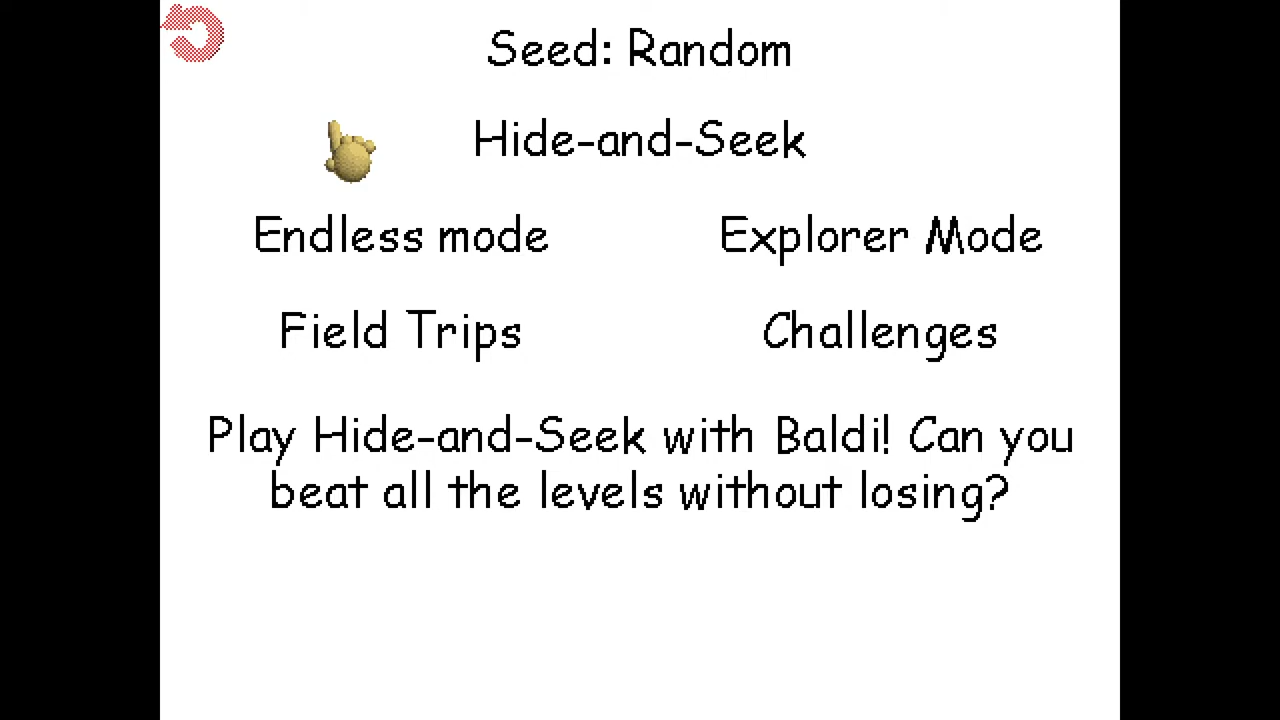 Seed: Random
Hide-and-Seek
Endless mode
Explorer Mode
Field Trips
Challenges
Play Hide-and-Seek with Baldi! Can you
beat all the levels without losing?